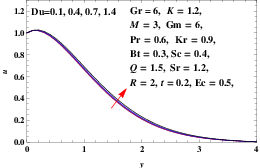 Du=0.1, 0.4, 0.7, 1.4
Gr = 6, K = 1.2,
M = 3, Gm = 6,
Pr = 0.6, Kr = 0.9,
Bt = 0.3, Sc = 0.4,
Q = 1.5, Sr = 1.2,
R = 2, t = 0.2, Ec = 0.5,
1.2
1.0
0.8
0.6
0.4
0.2
0.0
u
0
1
2
3
4
y